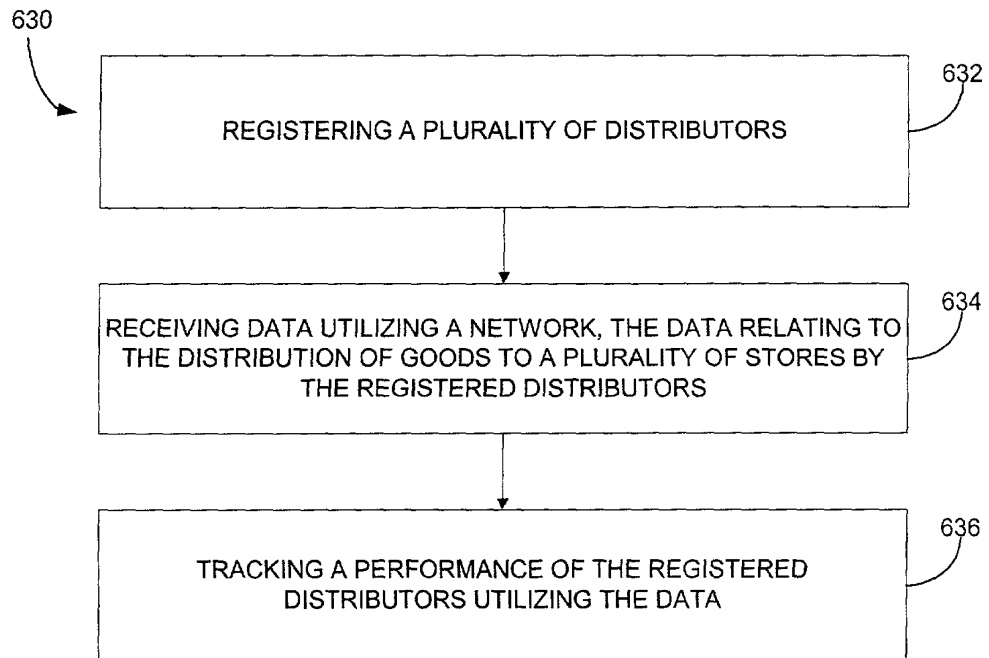 630
632
REGISTERING A PLURALITY OF DISTRIBUTORS
634
RECEIVING DATA UTILIZING A NETWORK, THE DATA RELATING TO
THE DISTRIBUTION OF GOODS TO A PLURALITY OF STORES BY
THE REGISTERED DISTRIBUTORS
636
TRACKING A PERFORMANCE OF THE REGISTERED
DISTRIBUTORS UTILIZING THE DATA